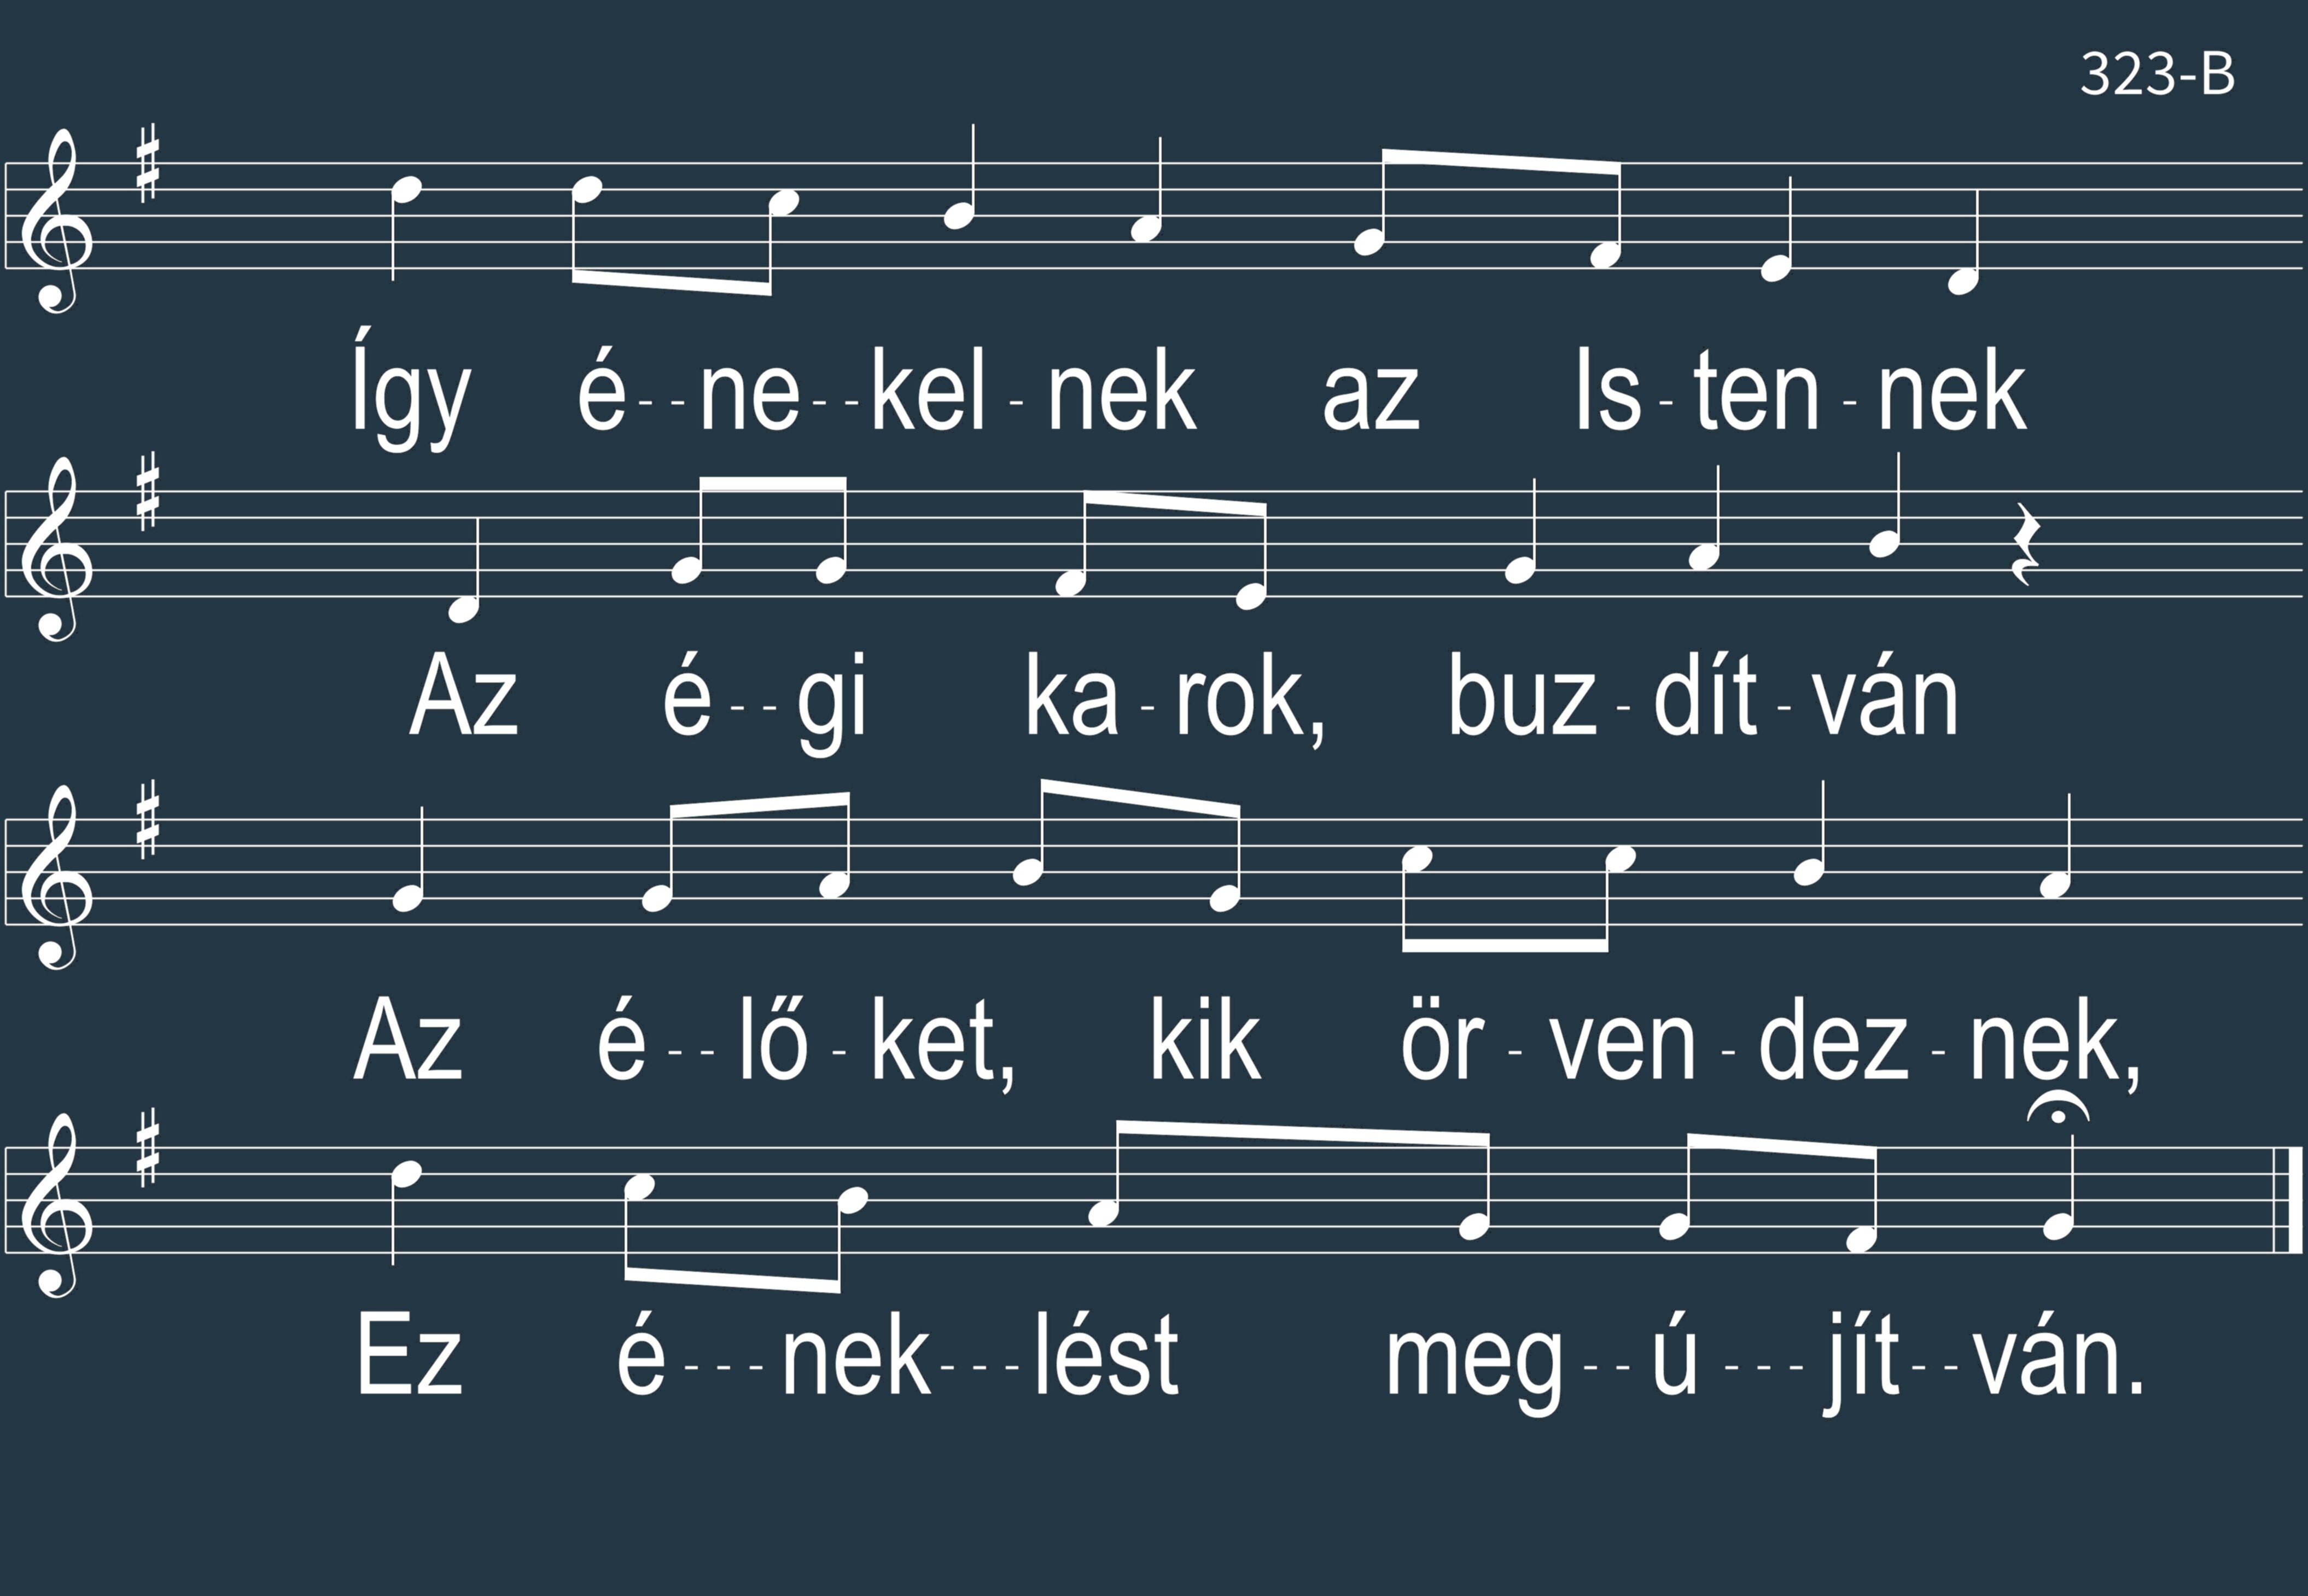 323-B
Így é--ne--kel-nek az Is-ten-nek
Az é--gi ka-rok, buz-dít-ván
Az é--lő-ket, kik ör-ven-dez-nek,
Ez é---nek---lést meg--ú---jít--ván.